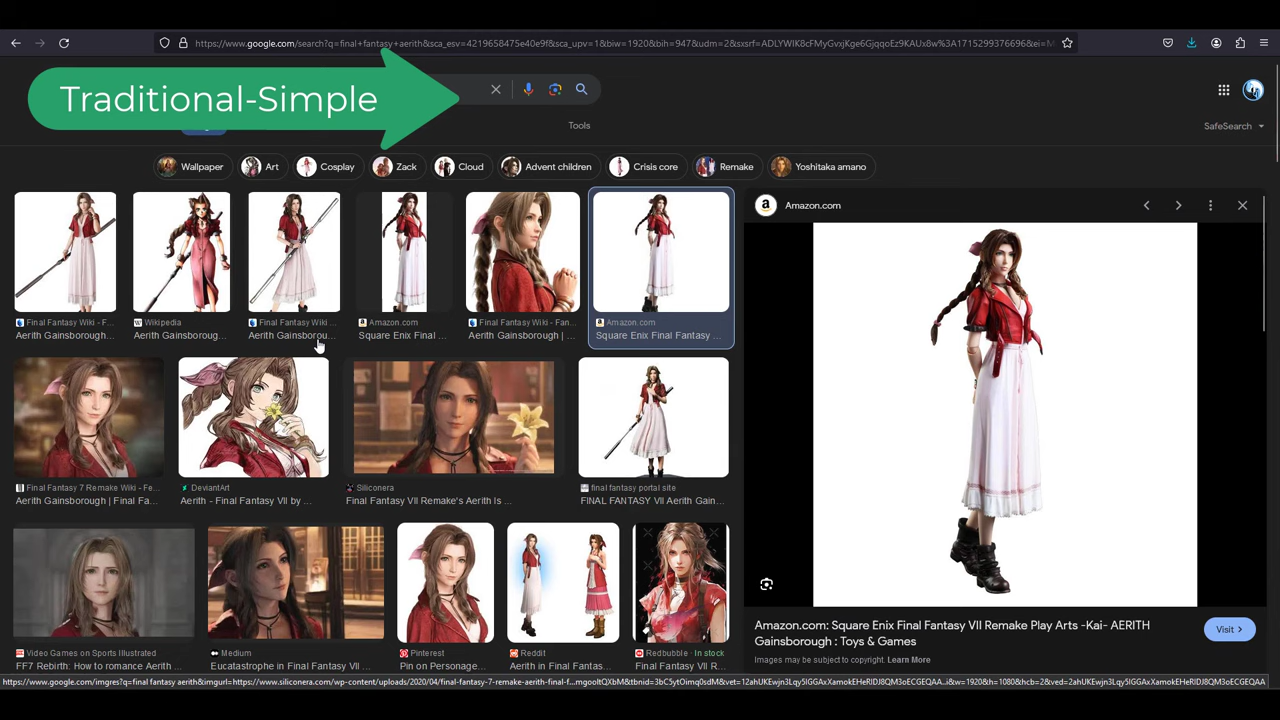 https://www.google.com/search?q=final+fantasy+aerith&sca_esv=4219658475e40e9f&sca_upv=1&biw=1920&bih=947&udm=2&sxsrf=ADLYWIK8cFMyGvxjKge6GjqqoEz9KAUx8w%3A1715299376696&ei=M
Traditional-Simple
Tools
SafeSearch
Wallpaper
Art
Cosplay
Zack
Cloud
Advent children
Crisis core
Remake
Yoshitaka amano
Amazon.com
Final Fantasy Wiki - F...
Wikipedia
Final Fantasy Wiki ...
Amazon.com
Final Fantasy Wiki - Fan...
Amazon.com
Aerith Gainsborough...
Aerith Gainsboroug...
Aerith Gainsborou...
Square Enix Final ...
Aerith Gainsborough | ...
Square Enix Final Fantasy ...
Final Fantasy 7 Remake Wiki - Fe...
DeviantArt
Siliconera
final fantasy portal site
Aerith Gainsborough | Final Fa...
Aerith - Final Fantasy VII by ...
Final Fantasy VII Remake's Aerith Is ...
FINAL FANTASY VII Aerith Gain...
Amazon.com: Square Enix Final Fantasy VII Remake Play Arts -Kai- AERITH
Gainsborough : Toys & Games
Visit
Images may be subject to copyright. Learn More
Video Games on Sports Illustrated
Medium
Pinterest
Reddit
Redbubble · In stock
FF7 Rebirth: How to romance Aerith ...
Eucatastrophe in Final Fantasy VII ...
Pin on Personage...
Aerith in Final Fantas...
Final Fantasy VII R...